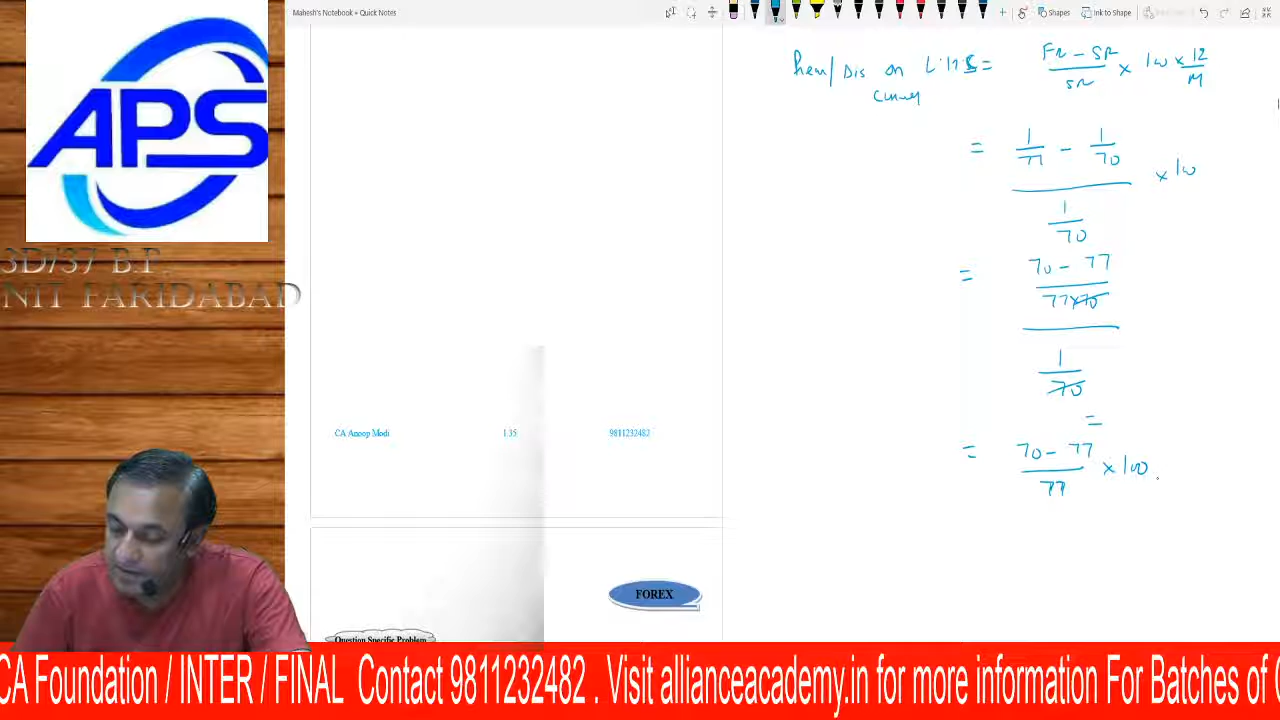 Mahesh's Notebook + Quick Notes
Shapes
Ink to Shape
APS
3D/37 B.P.
NIT FARIDABAD
Dis on = FR - SR / SR × 100 × 12 / M
= 1/77 - 1/70 / 1/70 × 100
= 70 - 77 / 77×70 / 1/70
=
= 70 - 77 / 77 × 100
CA Anoop Modi 1.35 9811232482
FOREX
Question Specific Problem
CA Foundation / INTER / FINAL Contact 9811232482 . Visit allianceacademy.in for more information For Batches of